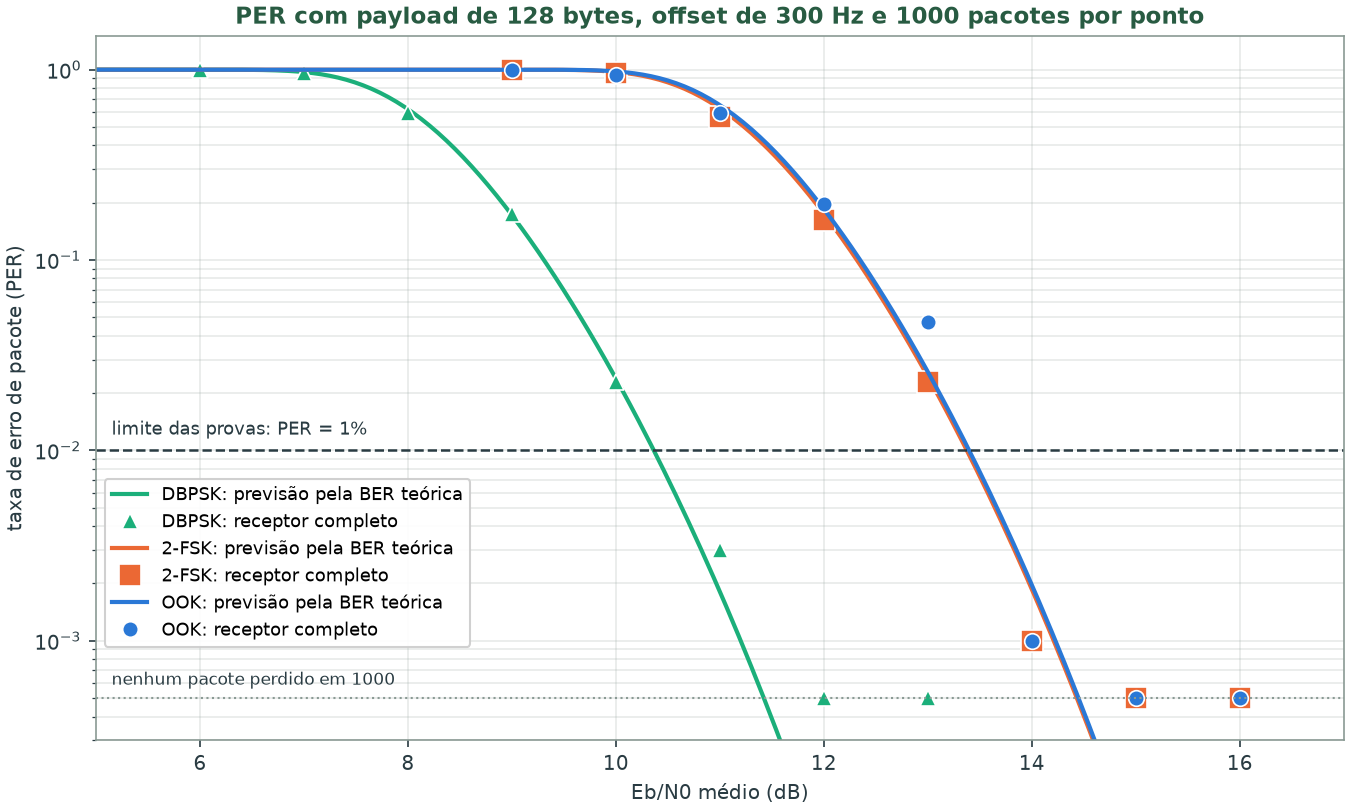 PER com payload de 128 bytes, offset de 300 Hz e 1000 pacotes por ponto
taxa de erro de pacote (PER)
10⁰
10⁻¹
10⁻²
10⁻³
limite das provas: PER = 1%
DBPSK: previsão pela BER teórica
DBPSK: receptor completo
2-FSK: previsão pela BER teórica
2-FSK: receptor completo
OOK: previsão pela BER teórica
OOK: receptor completo
nenhum pacote perdido em 1000
6 8 10 12 14 16
Eb/N0 médio (dB)